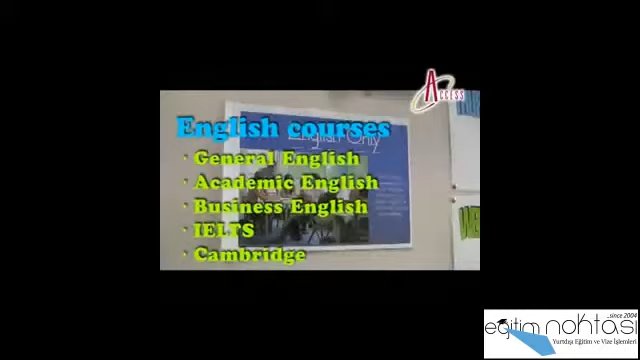 Access
English courses
English Only
· General English
· Academic English
· Business English
· IELTS
· Cambridge
...since 2004
eğitim noktası
Yurtdışı Eğitim ve Vize İşlemleri